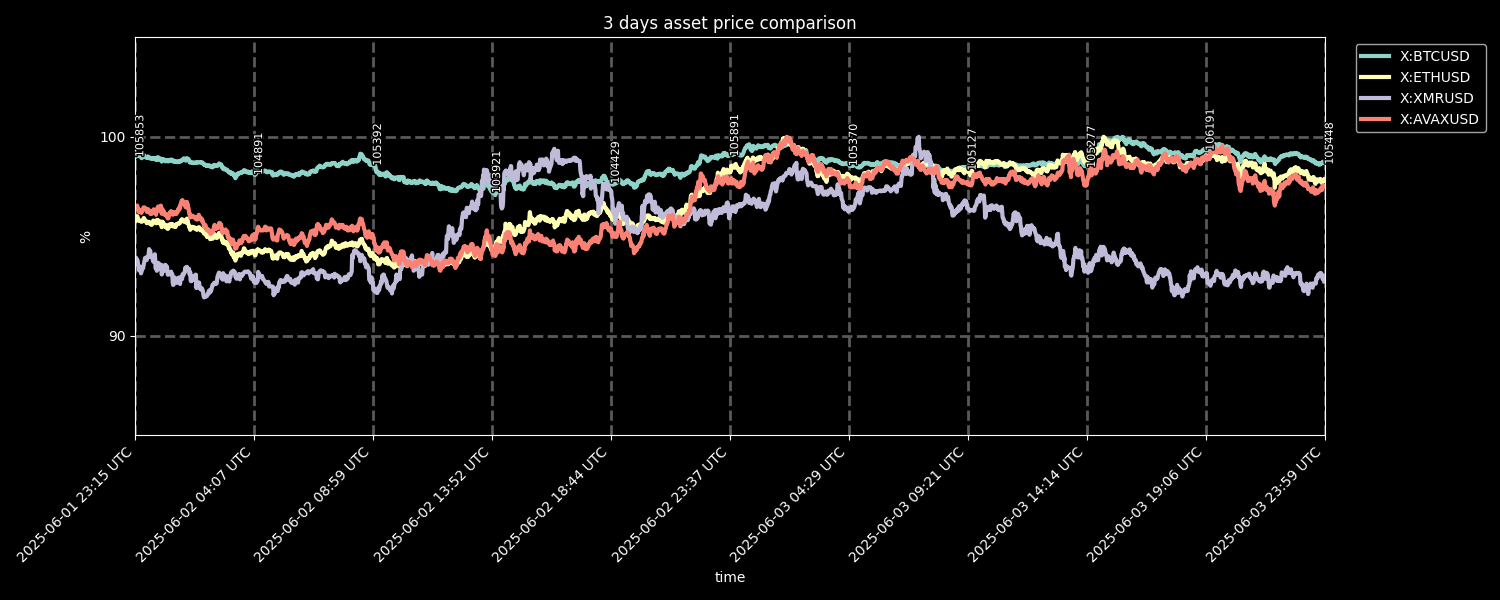 3 days asset price comparison
X:BTCUSD
X:ETHUSD
X:XMRUSD
X:AVAXUSD
%
100
90
105853
104891
105392
103921
104429
105891
105370
105127
105277
106191
105448
2025-06-01 23:15 UTC
2025-06-02 04:07 UTC
2025-06-02 08:59 UTC
2025-06-02 13:52 UTC
2025-06-02 18:44 UTC
2025-06-02 23:37 UTC
2025-06-03 04:29 UTC
2025-06-03 09:21 UTC
2025-06-03 14:14 UTC
2025-06-03 19:06 UTC
2025-06-03 23:59 UTC
time